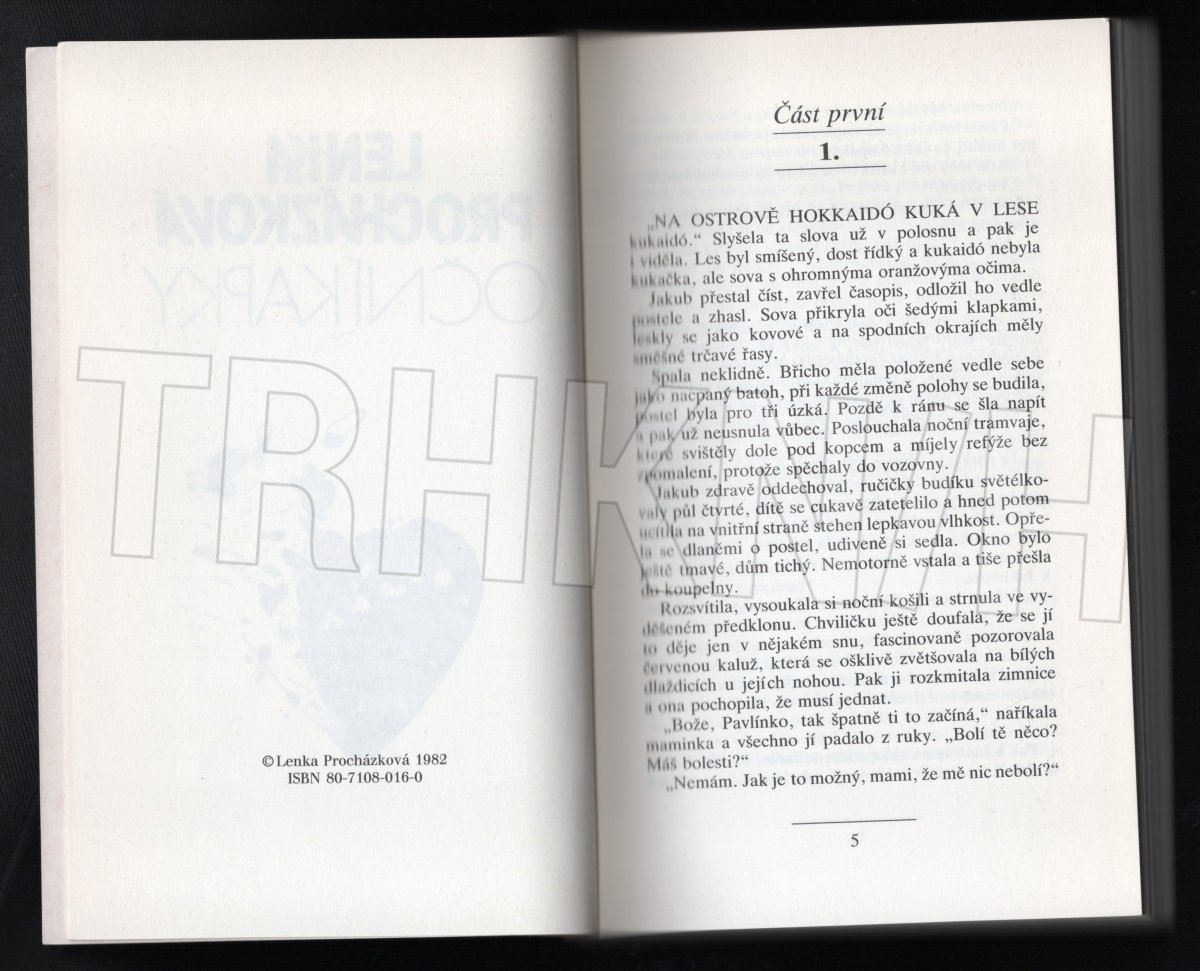 LENKA
PROCHÁZKOVÁ
OČNÍ KAPKY
©Lenka Procházková 1982
ISBN 80-7108-016-0
Část první
1.
„NA OSTROVĚ HOKKAIDÓ KUKÁ V LESE
kukaidó.“ Slyšela ta slova už v polosnu a pak je
i viděla. Les byl smíšený, dost řídký a kukaidó nebyla
kukačka, ale sova s ohromnýma oranžovýma očima.
Jakub přestal číst, zavřel časopis, odložil ho vedle
postele a zhasl. Sova přikryla oči šedými klapkami,
leskly se jako kovové a na spodních okrajích měly
směšné trčavé řasy.
Spala neklidně. Břicho měla položené vedle sebe
jako nacpaný batoh, při každé změně polohy se budila,
postel byla pro tři úzká. Pozdě k ránu se šla napít
a pak už neusnula vůbec. Poslouchala noční tramvaje,
které svištěly dole pod kopcem a míjely refýže bez
zpomalení, protože spěchaly do vozovny.
Jakub zdravě oddechoval, ručičky budíku světélko-
valy půl čtvrté, dítě se cukavě zatetelilo a hned potom
ucítila na vnitřní straně stehen lepkavou vlhkost. Opře-
la se dlaněmi o postel, udiveně si sedla. Okno bylo
ještě tmavé, dům tichý. Nemotorně vstala a tiše přešla
do koupelny.
Rozsvítila, vysoukala si noční košili a strnula ve vy-
děšeném předklonu. Chviličku ještě doufala, že se jí
to děje jen v nějakém snu, fascinovaně pozorovala
červenou kaluž, která se ošklivě zvětšovala na bílých
dlaždicích u jejích nohou. Pak ji rozkmitala zimnice
a ona pochopila, že musí jednat.
„Bože, Pavlínko, tak špatně ti to začíná,“ naříkala
maminka a všechno jí padalo z ruky. „Bolí tě něco?
Máš bolesti?“
„Nemám. Jak je to možný, mami, že mě nic nebolí?“
5
TRHKNIH